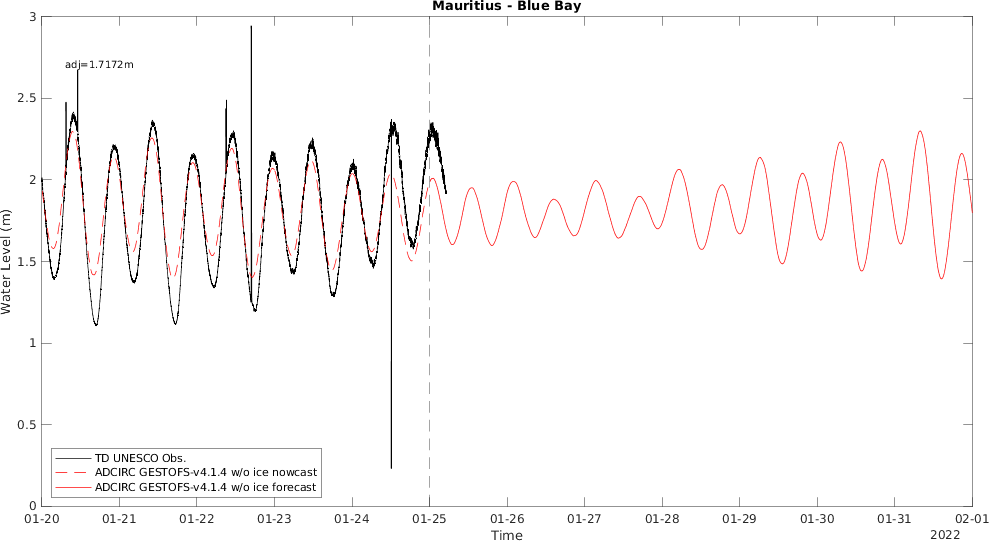 Mauritius - Blue Bay
3
adj=1.7172m
2.5
2
1.5
1
0.5
0
Water Level (m)
TD UNESCO Obs.
ADCIRC GESTOFS-v4.1.4 w/o ice nowcast
ADCIRC GESTOFS-v4.1.4 w/o ice forecast
01-20 01-21 01-22 01-23 01-24 01-25 01-26 01-27 01-28 01-29 01-30 01-31 02-01
Time
2022